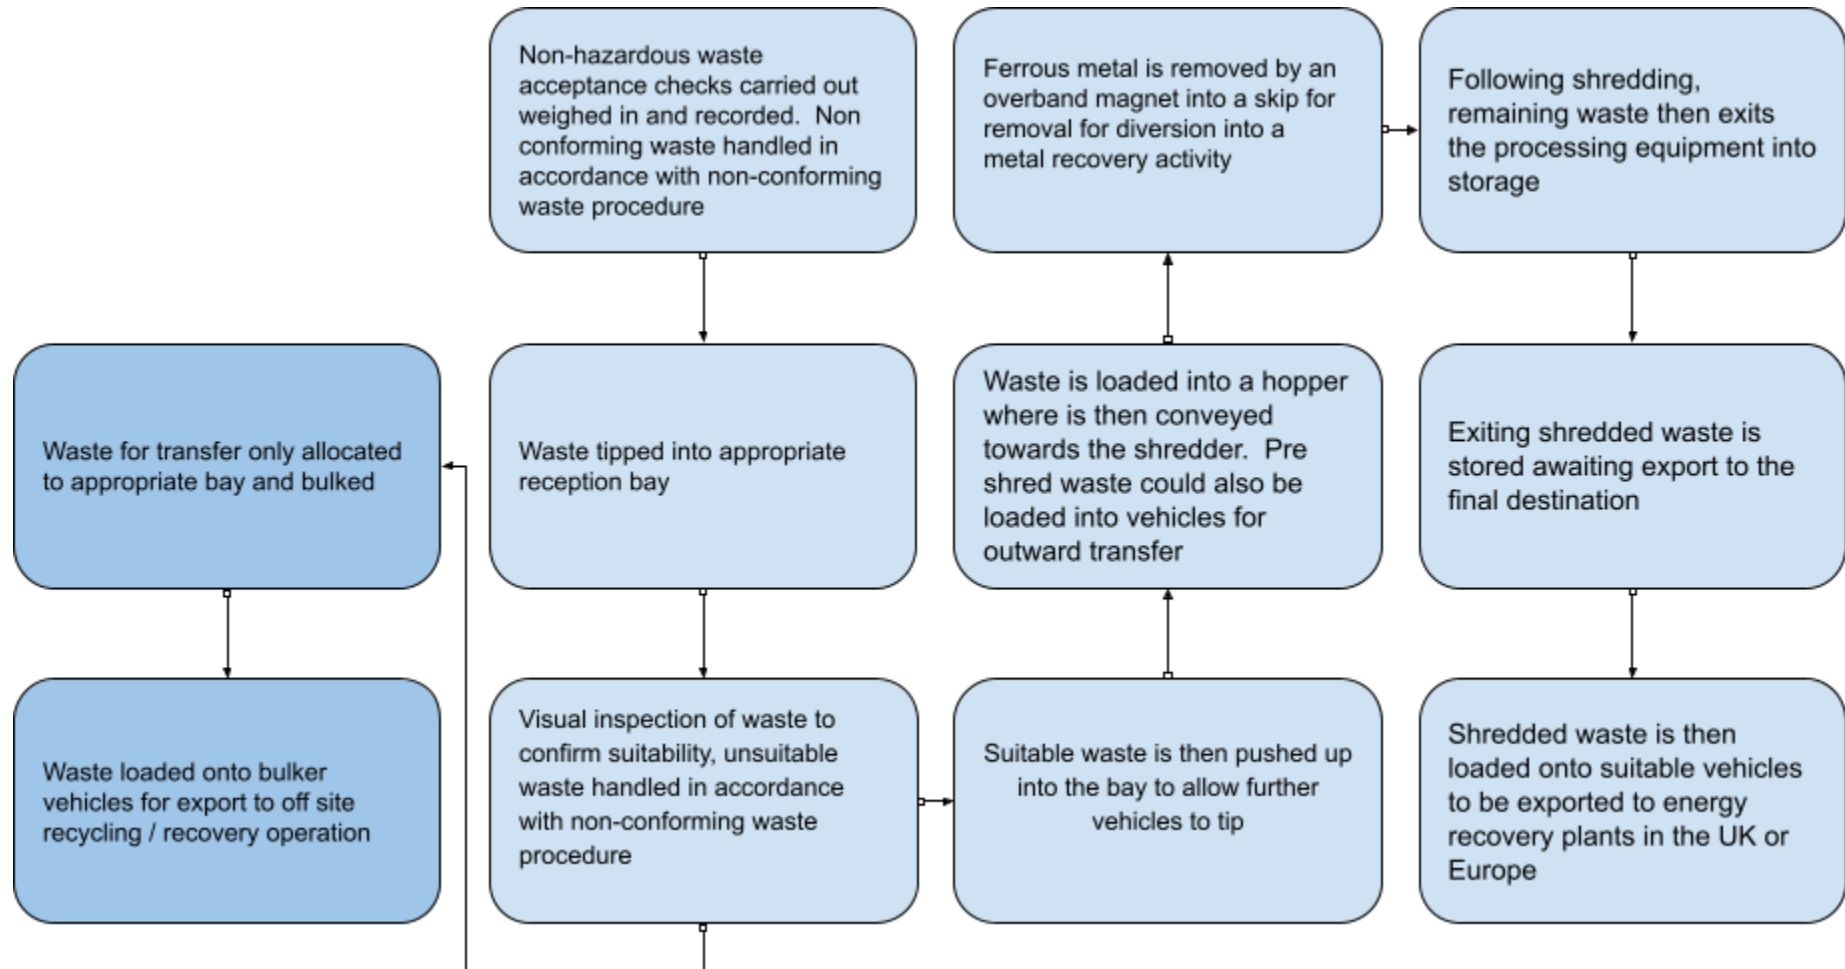 Non-hazardous waste
acceptance checks carried out
weighed in and recorded.  Non
conforming waste handled in
accordance with non-conforming
waste procedure
Ferrous metal is removed by an
overband magnet into a skip for
removal for diversion into a
metal recovery activity
Following shredding,
remaining waste then exits
the processing equipment into
storage
Waste for transfer only allocated
to appropriate bay and bulked
Waste tipped into appropriate
reception bay
Waste is loaded into a hopper
where is then conveyed
towards the shredder.  Pre
shred waste could also be
loaded into vehicles for
outward transfer
Exiting shredded waste is
stored awaiting export to the
final destination
Waste loaded onto bulker
vehicles for export to off site
recycling / recovery operation
Visual inspection of waste to
confirm suitability, unsuitable
waste handled in accordance
with non-conforming waste
procedure
Suitable waste is then pushed up
into the bay to allow further
vehicles to tip
Shredded waste is then
loaded onto suitable vehicles
to be exported to energy
recovery plants in the UK or
Europe